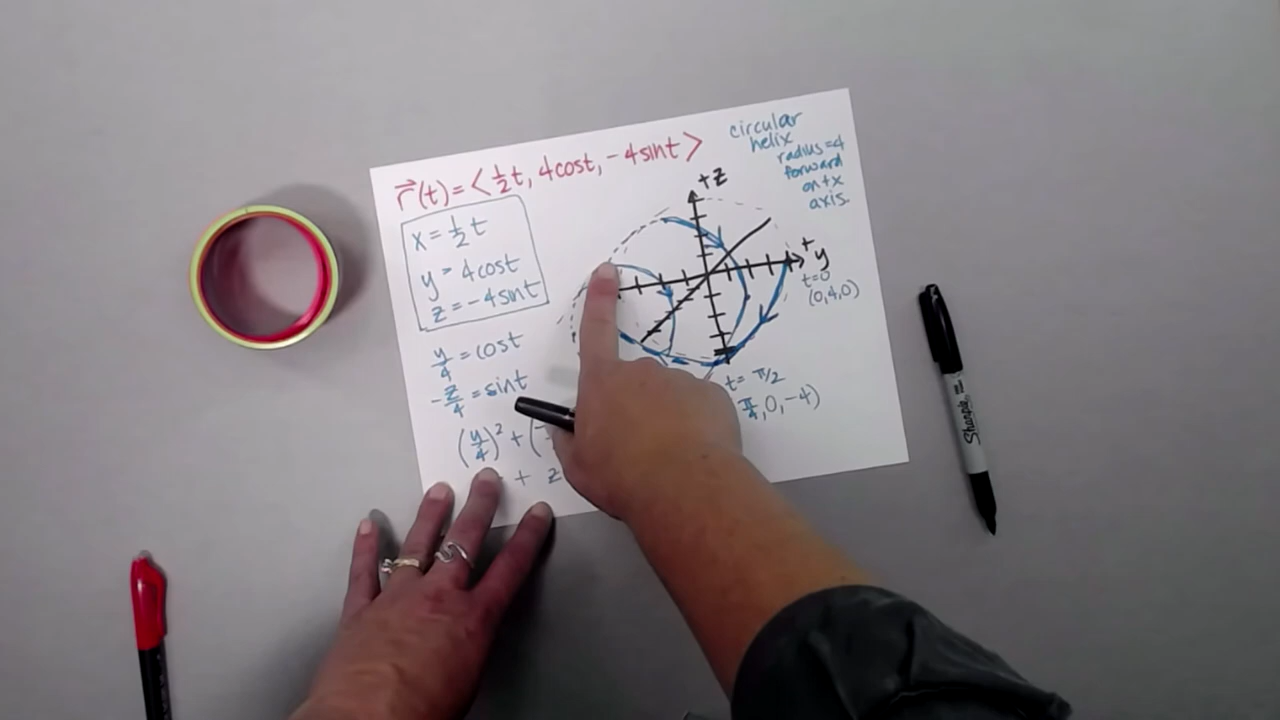 r⃗(t) = < ½t, 4cost, -4sint >
x = ½t
y = 4cost
z = -4sint
y/4 = cost
-z/4 = sint
(y/4)² + (
+ z
circular
helix
radius=4
forward
on +x
axis.
+z
+y
t=0
(0,4,0)
t= π/2
π/4, 0, -4)
Sharpie